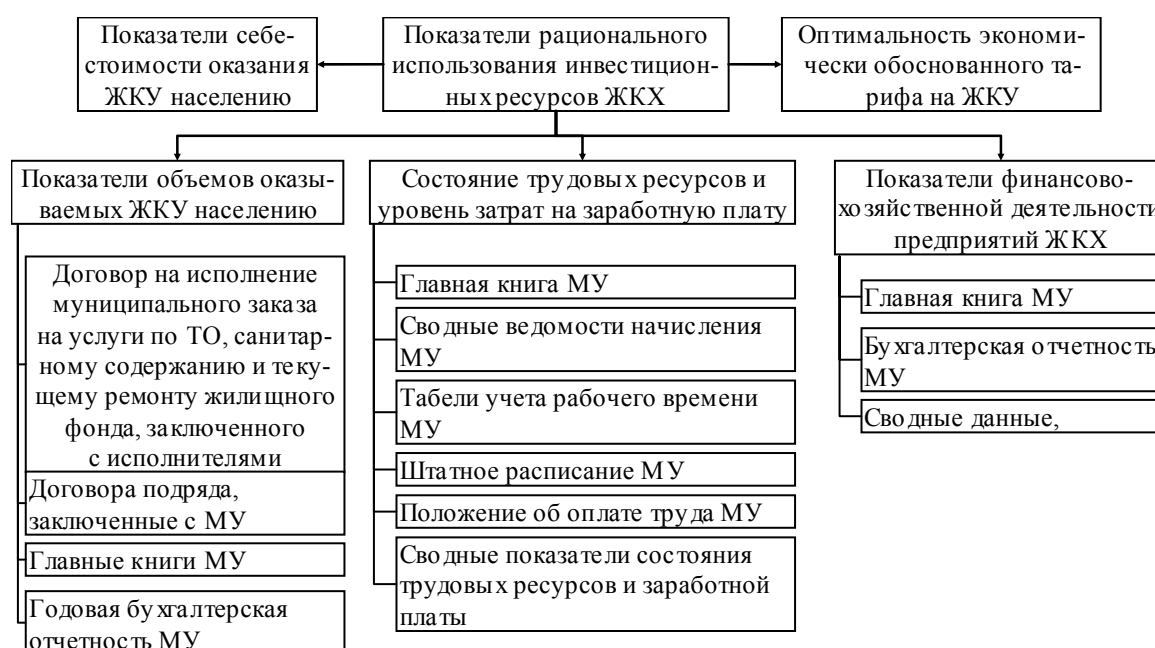 Показатели себе-
стоимости оказания
ЖКУ населению
Показатели рационального
использования инвестицион-
ных ресурсов ЖКХ
Оптимальность экономи-
чески обоснованного та-
рифа на ЖКУ
Показатели объемов оказы-
ваемых ЖКУ населению
Состояние трудовых ресурсов и
уровень затрат на заработную плату
Показатели финансово-
хозяйственной деятельности
предприятий ЖКХ
Договор на исполнение
муниципального заказа
на услуги по ТО, санитар-
ному содержанию и теку-
щему ремонту жилищного
фонда, заключенного
с исполнителями
Договора подряда,
заключенные с МУ
Главные книги МУ
Годовая бухгалтерская
отчетность МУ
Главная книга МУ
Сводные ведомости начисления
МУ
Табели учета рабочего времени
МУ
Штатное расписание МУ
Положение об оплате труда МУ
Сводные показатели состояния
трудовых ресурсов и заработной
платы
Главная книга МУ
Бухгалтерская отчетность
МУ
Сводные данные,